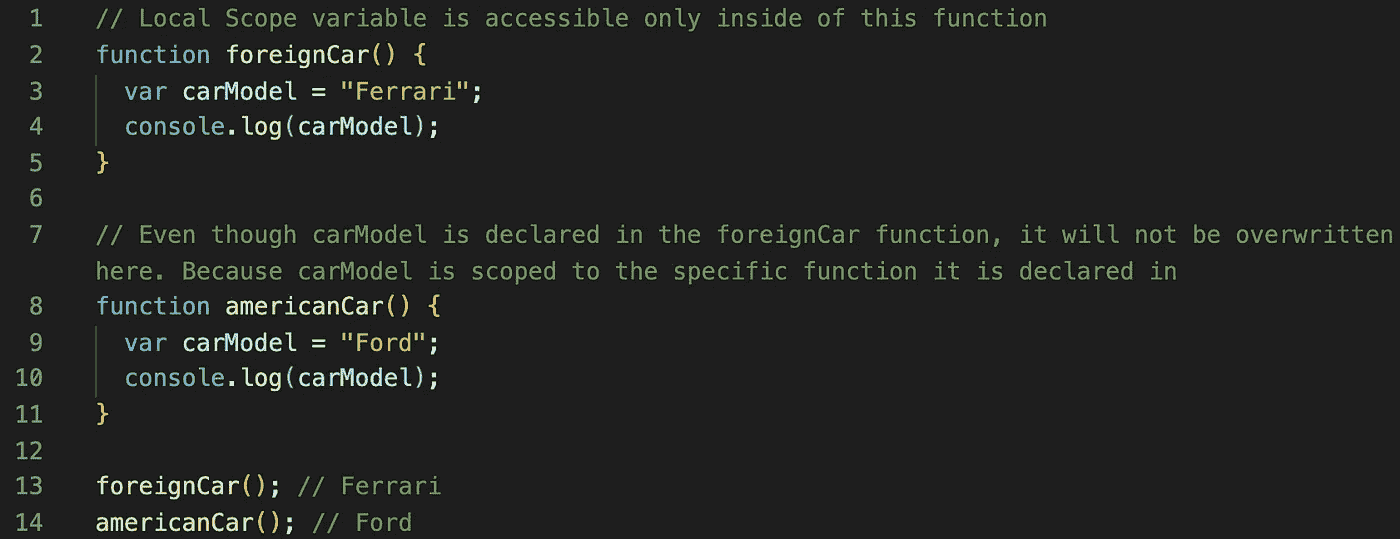 1 // Local Scope variable is accessible only inside of this function
2 function foreignCar() {
3   var carModel = "Ferrari";
4   console.log(carModel);
5 }
6
7 // Even though carModel is declared in the foreignCar function, it will not be overwritten
here. Because carModel is scoped to the specific function it is declared in
8 function americanCar() {
9   var carModel = "Ford";
10   console.log(carModel);
11 }
12
13 foreignCar(); // Ferrari
14 americanCar(); // Ford